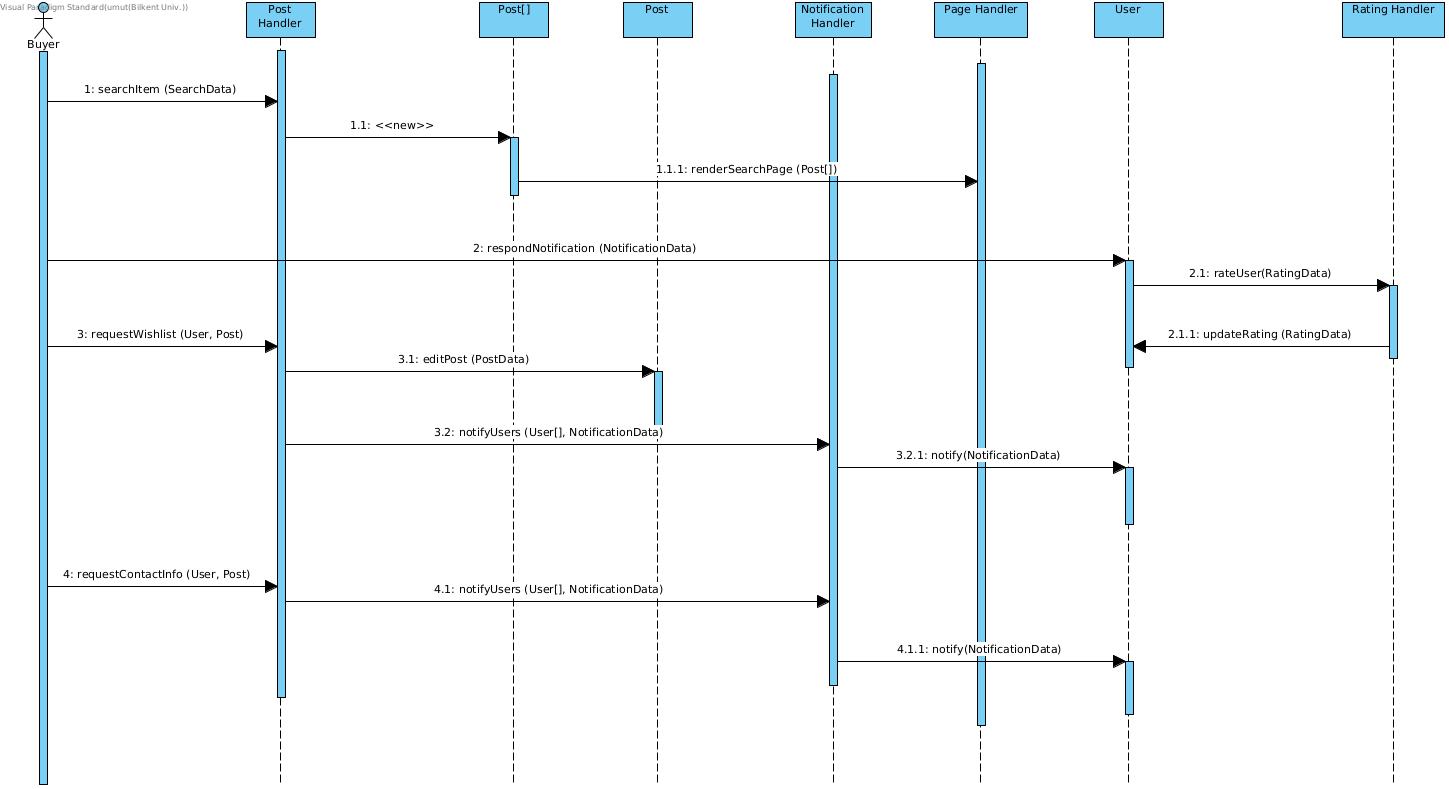 Visual Paradigm Standard(umut(Bilkent Univ.))
Buyer
Post
Handler
Post[]
Post
Notification
Handler
Page Handler
User
Rating Handler
1: searchItem (SearchData)
1.1: <<new>>
1.1.1: renderSearchPage (Post[])
2: respondNotification (NotificationData)
2.1: rateUser(RatingData)
3: requestWishlist (User, Post)
2.1.1: updateRating (RatingData)
3.1: editPost (PostData)
3.2: notifyUsers (User[], NotificationData)
3.2.1: notify(NotificationData)
4: requestContactInfo (User, Post)
4.1: notifyUsers (User[], NotificationData)
4.1.1: notify(NotificationData)